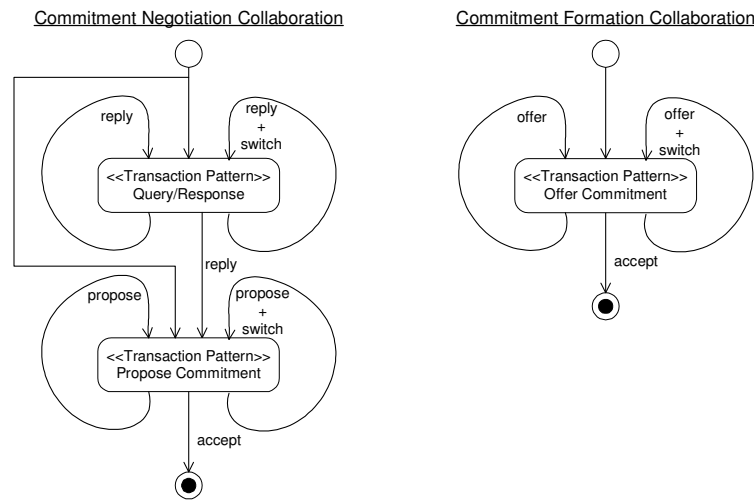 Commitment Negotiation Collaboration
reply
reply
+
switch
<<Transaction Pattern>>
Query/Response
reply
propose
propose
+
switch
<<Transaction Pattern>>
Propose Commitment
accept
Commitment Formation Collaboration
offer
offer
+
switch
<<Transaction Pattern>>
Offer Commitment
accept